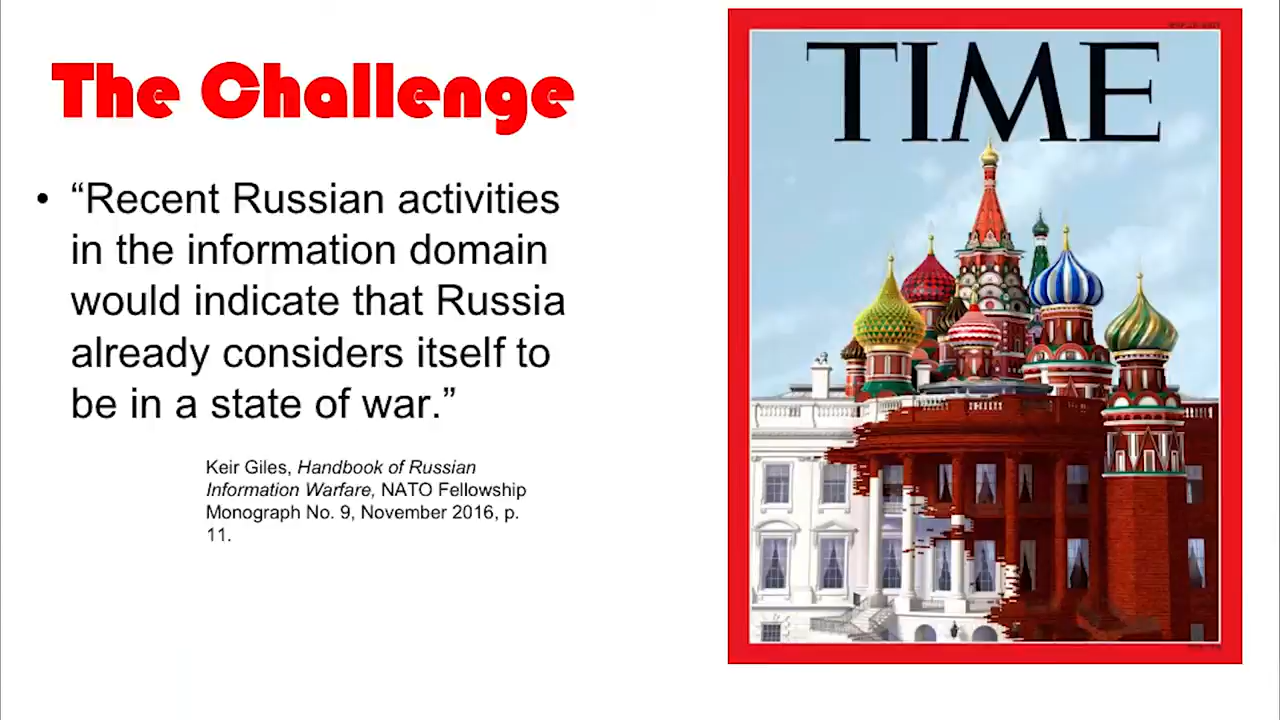 The Challenge
• “Recent Russian activities
in the information domain
would indicate that Russia
already considers itself to
be in a state of war.”
Keir Giles, Handbook of Russian
Information Warfare, NATO Fellowship
Monograph No. 9, November 2016, p.
11.
TIME